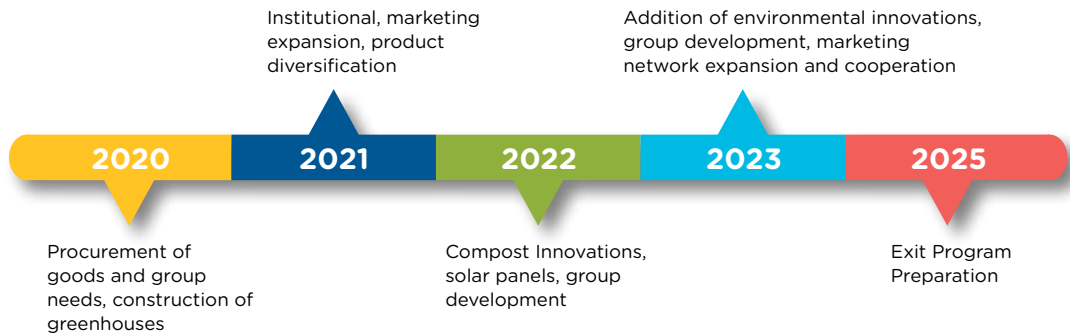 Institutional, marketing
expansion, product
diversification
Addition of environmental innovations,
group development, marketing
network expansion and cooperation
2020
2021
2022
2023
2025
Procurement of
goods and group
needs, construction of
greenhouses
Compost Innovations,
solar panels, group
development
Exit Program
Preparation